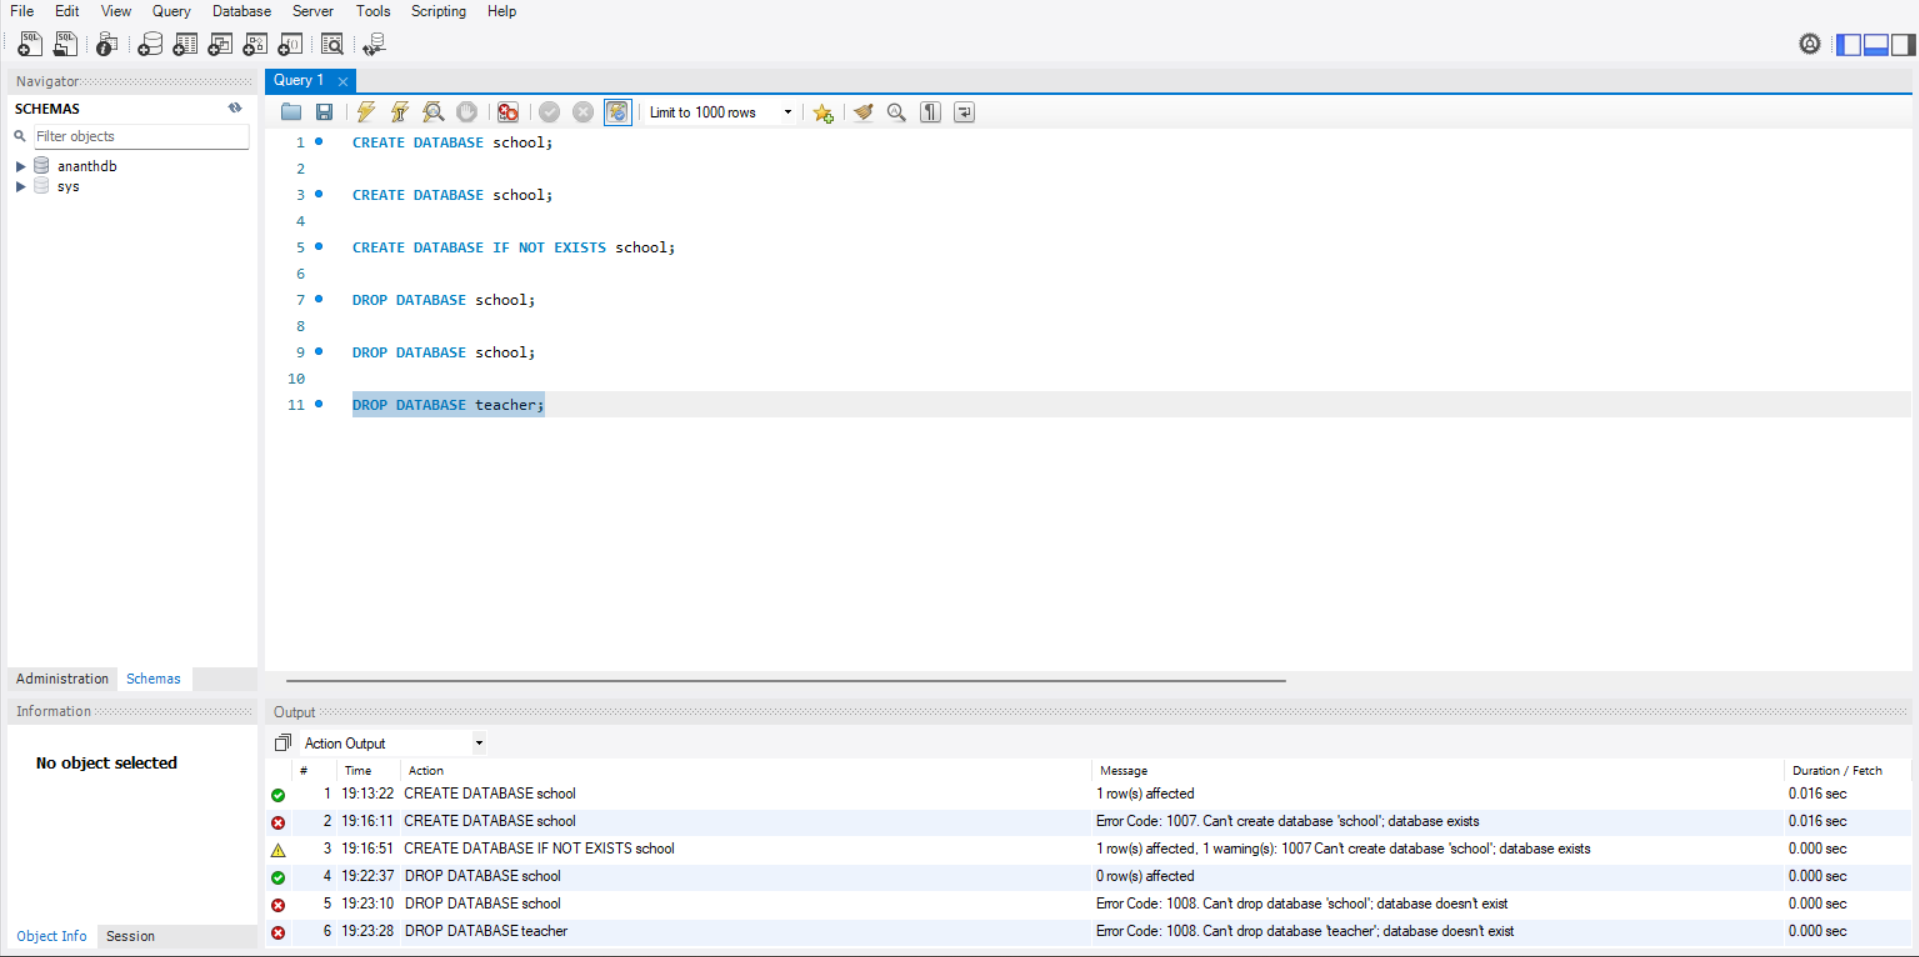 File Edit View Query Database Server Tools Scripting Help
Navigator
SCHEMAS
Filter objects
ananthdb
sys
Administration Schemas
Information
No object selected
Object Info Session
Query 1
Limit to 1000 rows
1 CREATE DATABASE school;
2
3 CREATE DATABASE school;
4
5 CREATE DATABASE IF NOT EXISTS school;
6
7 DROP DATABASE school;
8
9 DROP DATABASE school;
10
11 DROP DATABASE teacher;
Output
Action Output
# Time Action Message Duration / Fetch
1 19:13:22 CREATE DATABASE school 1 row(s) affected 0.016 sec
2 19:16:11 CREATE DATABASE school Error Code: 1007. Can't create database 'school'; database exists 0.016 sec
3 19:16:51 CREATE DATABASE IF NOT EXISTS school 1 row(s) affected, 1 warning(s): 1007 Can't create database 'school'; database exists 0.000 sec
4 19:22:37 DROP DATABASE school 0 row(s) affected 0.000 sec
5 19:23:10 DROP DATABASE school Error Code: 1008. Can't drop database 'school'; database doesn't exist 0.000 sec
6 19:23:28 DROP DATABASE teacher Error Code: 1008. Can't drop database 'teacher'; database doesn't exist 0.000 sec